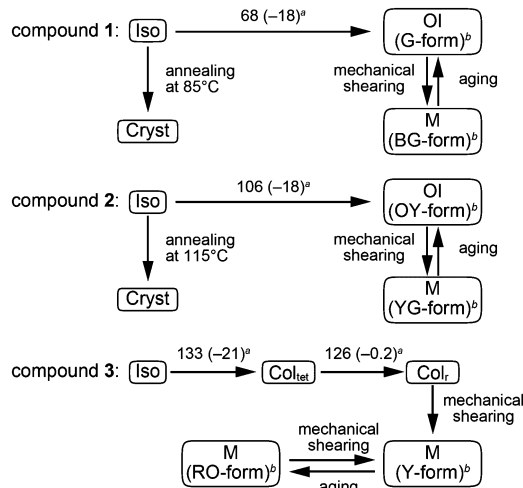 compound 1: Iso 68 (−18)a OI
(G-form)b
annealing
at 85°C
mechanical
shearing
aging
Cryst
M
(BG-form)b
compound 2: Iso 106 (−18)a OI
(OY-form)b
annealing
at 115°C
mechanical
shearing
aging
Cryst
M
(YG-form)b
compound 3: Iso 133 (−21)a Coltet 126 (−0.2)a Colr
mechanical
shearing
M
(RO-form)b
mechanical
shearing
aging
M
(Y-form)b